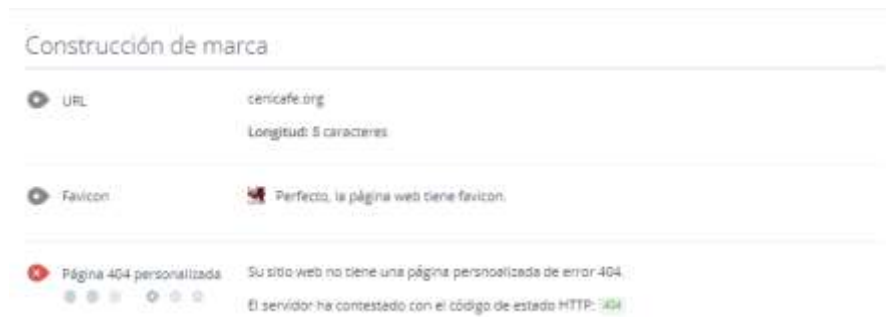 Construcción de marca
URL
cenicafe.org
Longitud: 8 caracteres
Favicon
Perfecto, la página web tiene favicon.
Página 404 personalizada
Su sitio web no tiene una página persnoalizada de error 404.
El servidor ha contestado con el código de estado HTTP: 404